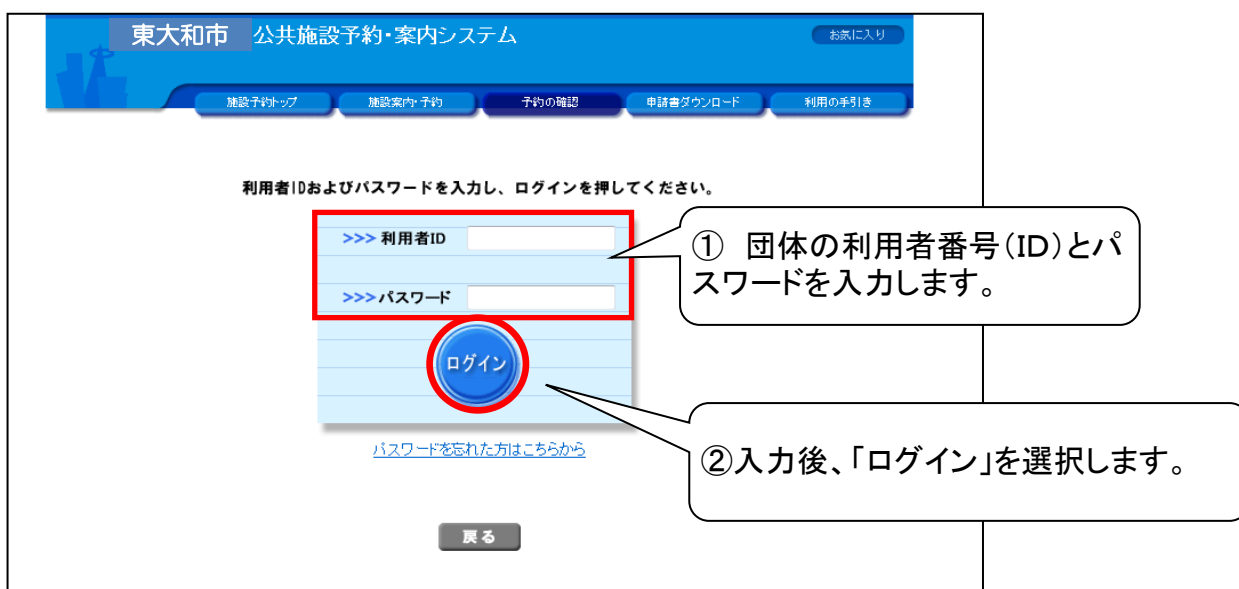 東大和市 公共施設予約・案内システム
お気に入り
施設予約トップ 施設案内・予約 予約の確認 申請書ダウンロード 利用の手引き
利用者IDおよびパスワードを入力し、ログインを押してください。
>>> 利用者ID
>>> パスワード
ログイン
① 団体の利用者番号(ID)とパ
スワードを入力します。
②入力後、「ログイン」を選択します。
パスワードを忘れた方はこちらから
戻る